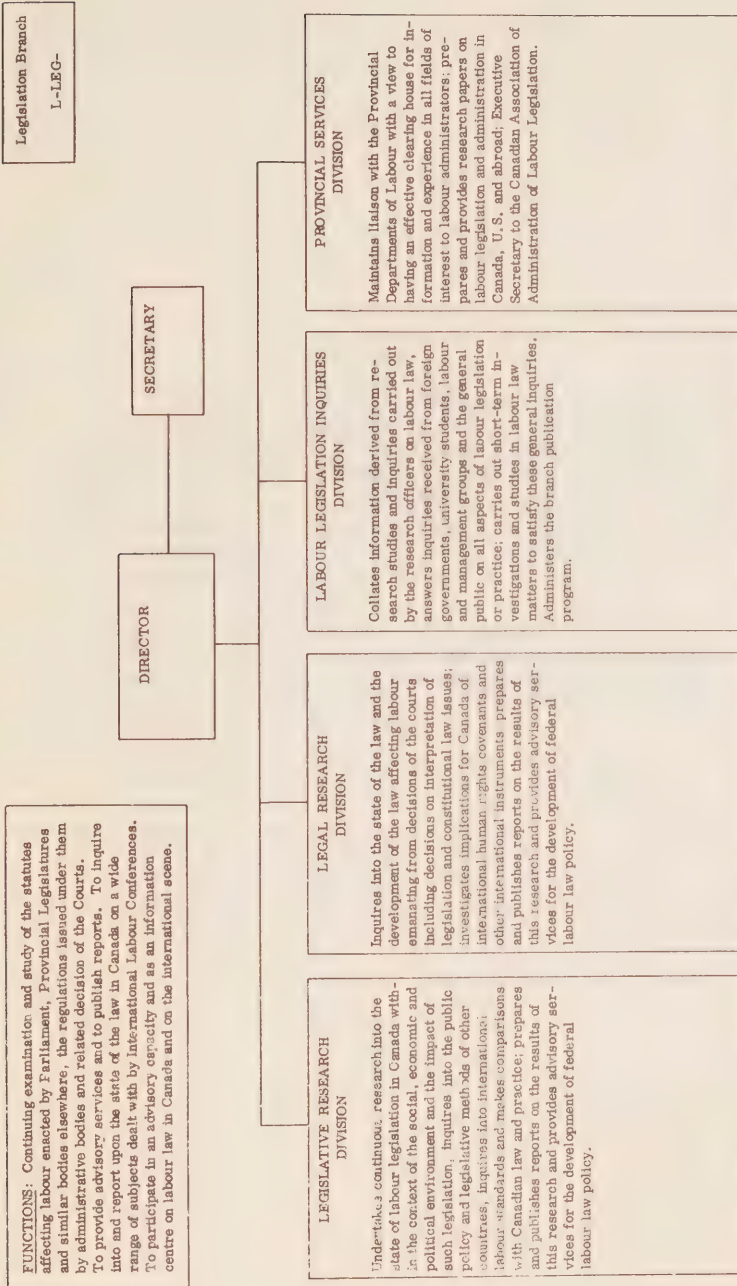 Legislation Branch
L-LEG-
FUNCTIONS: Continuing examination and study of the statutes
affecting labour enacted by Parliament, Provincial Legislatures
and similar bodies elsewhere, the regulations issued under them
by administrative bodies and related decision of the Courts.
To provide advisory services and to publish reports. To inquire
into and report upon the state of the law in Canada on a wide
range of subjects dealt with by International Labour Conferences.
To participate in an advisory capacity and as an information
centre on labour law in Canada and on the international scene.
DIRECTOR
SECRETARY
LEGISLATIVE RESEARCH
DIVISION
Undertakes continuous research into the
state of labour legislation in Canada with-
in the context of the social, economic and
political environment and the impact of
such legislation, inquires into the public
policy and legislative methods of other
countries, inquires into international
labour standards and makes comparisons
with Canadian law and practice; prepares
and publishes reports on the results of
this research and provides advisory ser-
vices for the development of federal
labour law policy.
LEGAL RESEARCH
DIVISION
Inquires into the state of the law and the
development of the law affecting labour
emanating from decisions of the courts
including decisions on interpretation of
legislation and constitutional law issues;
investigates implications for Canada of
international human rights covenants and
other international instruments prepares
and publishes reports on the results of
this research and provides advisory ser-
vices for the development of federal
labour law policy.
LABOUR LEGISLATION INQUIRIES
DIVISION
Collates information derived from re-
search studies and inquiries carried out
by the research officers on labour law,
answers inquiries received from foreign
governments, university students, labour
and management groups and the general
public on all aspects of labour legislation
or practice; carries out short-term in-
vestigations and studies in labour law
matters to satisfy these general inquiries.
Administers the branch publication
program.
PROVINCIAL SERVICES
DIVISION
Maintains liaison with the Provincial
Departments of Labour with a view to
having an effective clearing house for in-
formation and experience in all fields of
interest to labour administrators; pre-
pares and provides research papers on
labour legislation and administration in
Canada, U.S. and abroad; Executive
Secretary to the Canadian Association of
Administration of Labour Legislation.